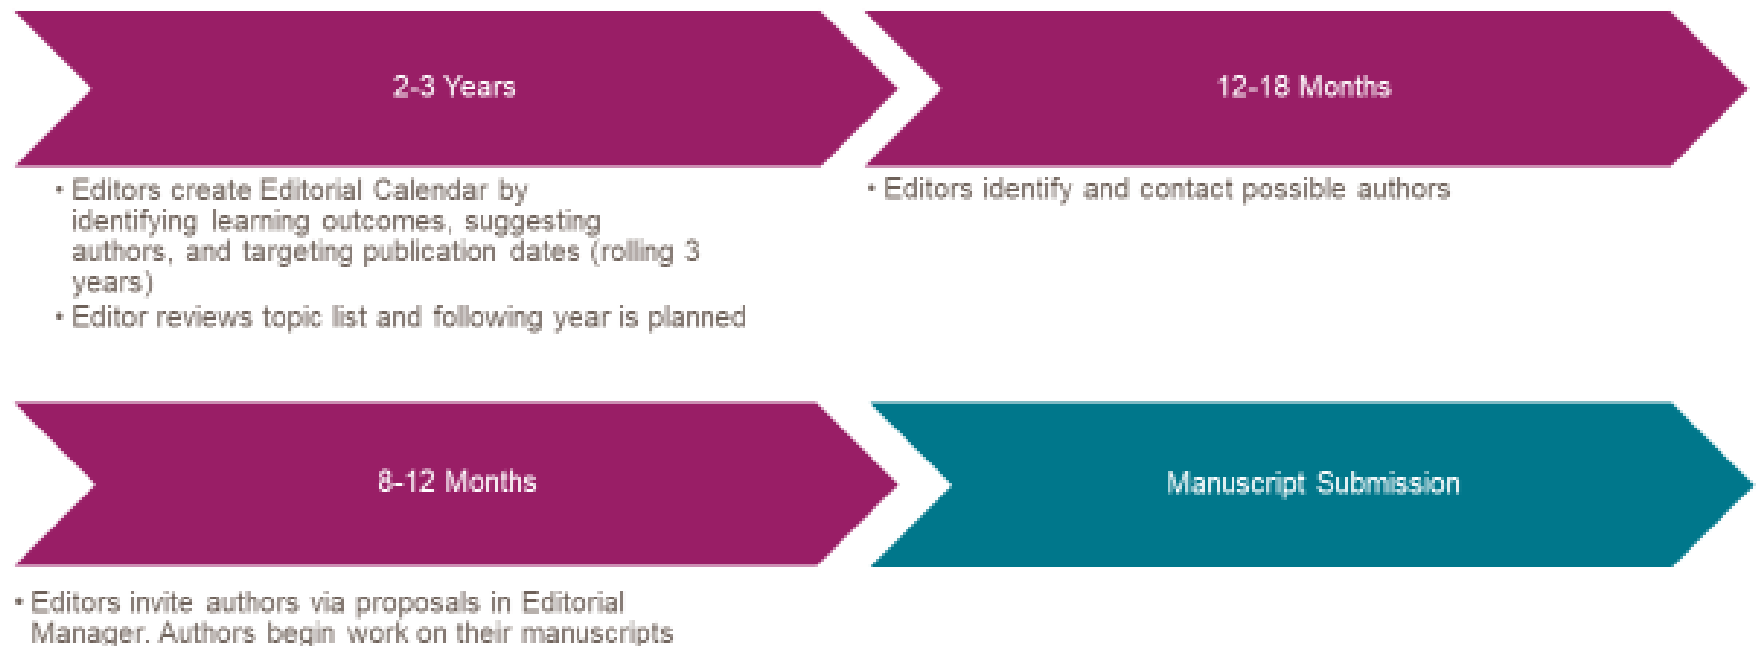 2-3 Years
12-18 Months
• Editors create Editorial Calendar by
identifying learning outcomes, suggesting
authors, and targeting publication dates (rolling 3
years)
• Editor reviews topic list and following year is planned
• Editors identify and contact possible authors
8-12 Months
Manuscript Submission
• Editors invite authors via proposals in Editorial
Manager. Authors begin work on their manuscripts